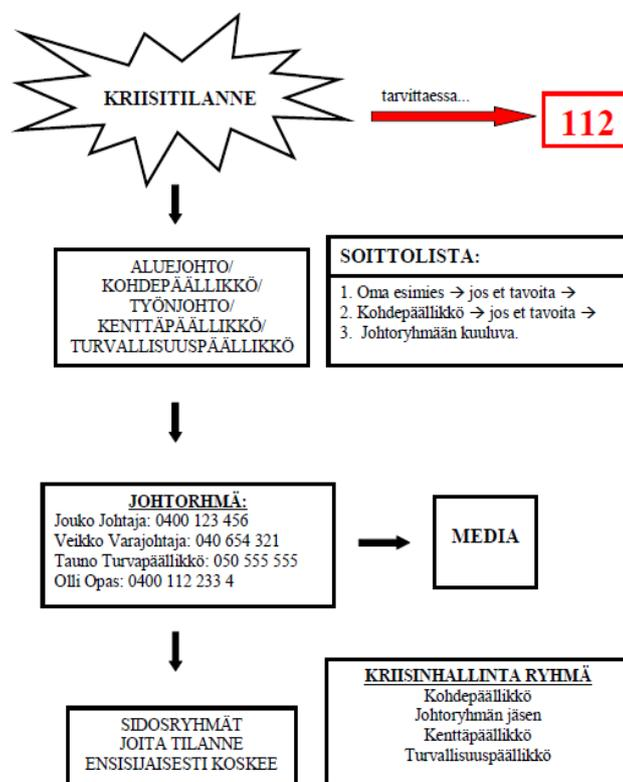 KRIISITILANNE
tarvittaessa...
112
ALUEJOHTO/
KOHDEPÄÄLLIKKÖ/
TYÖNJOHTO/
KENTTÄPÄÄLLIKKÖ/
TURVALLISUUSPÄÄLLIKKÖ
SOITTOLISTA:
1. Oma esimies → jos et tavoita →
2. Kohdepäällikkö → jos et tavoita →
3. Johtoryhmään kuuluva.
JOHTORHMÄ:
Jouko Johtaja: 0400 123 456
Veikko Varajohtaja: 040 654 321
Tauno Turvapäällikkö: 050 555 555
Olli Opas: 0400 112 233 4
MEDIA
SIDOSRYHMÄT
JOITA TILANNE
ENSISIJAISESTI KOSKEE
KRIISINHALLINTA RYHMÄ
Kohdepäällikkö
Johtoryhmän jäsen
Kenttäpäällikkö
Turvallisuuspäällikkö